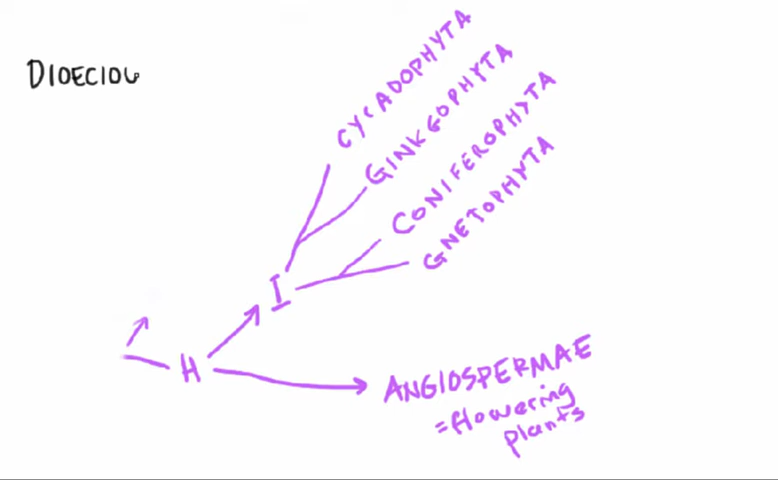 DIOECIOU
CYCADOPHYTA
GINKGOPHYTA
CONIFEROPHYTA
GNETOPHYTA
I
H
ANGIOSPERMAE
=flowering
plants